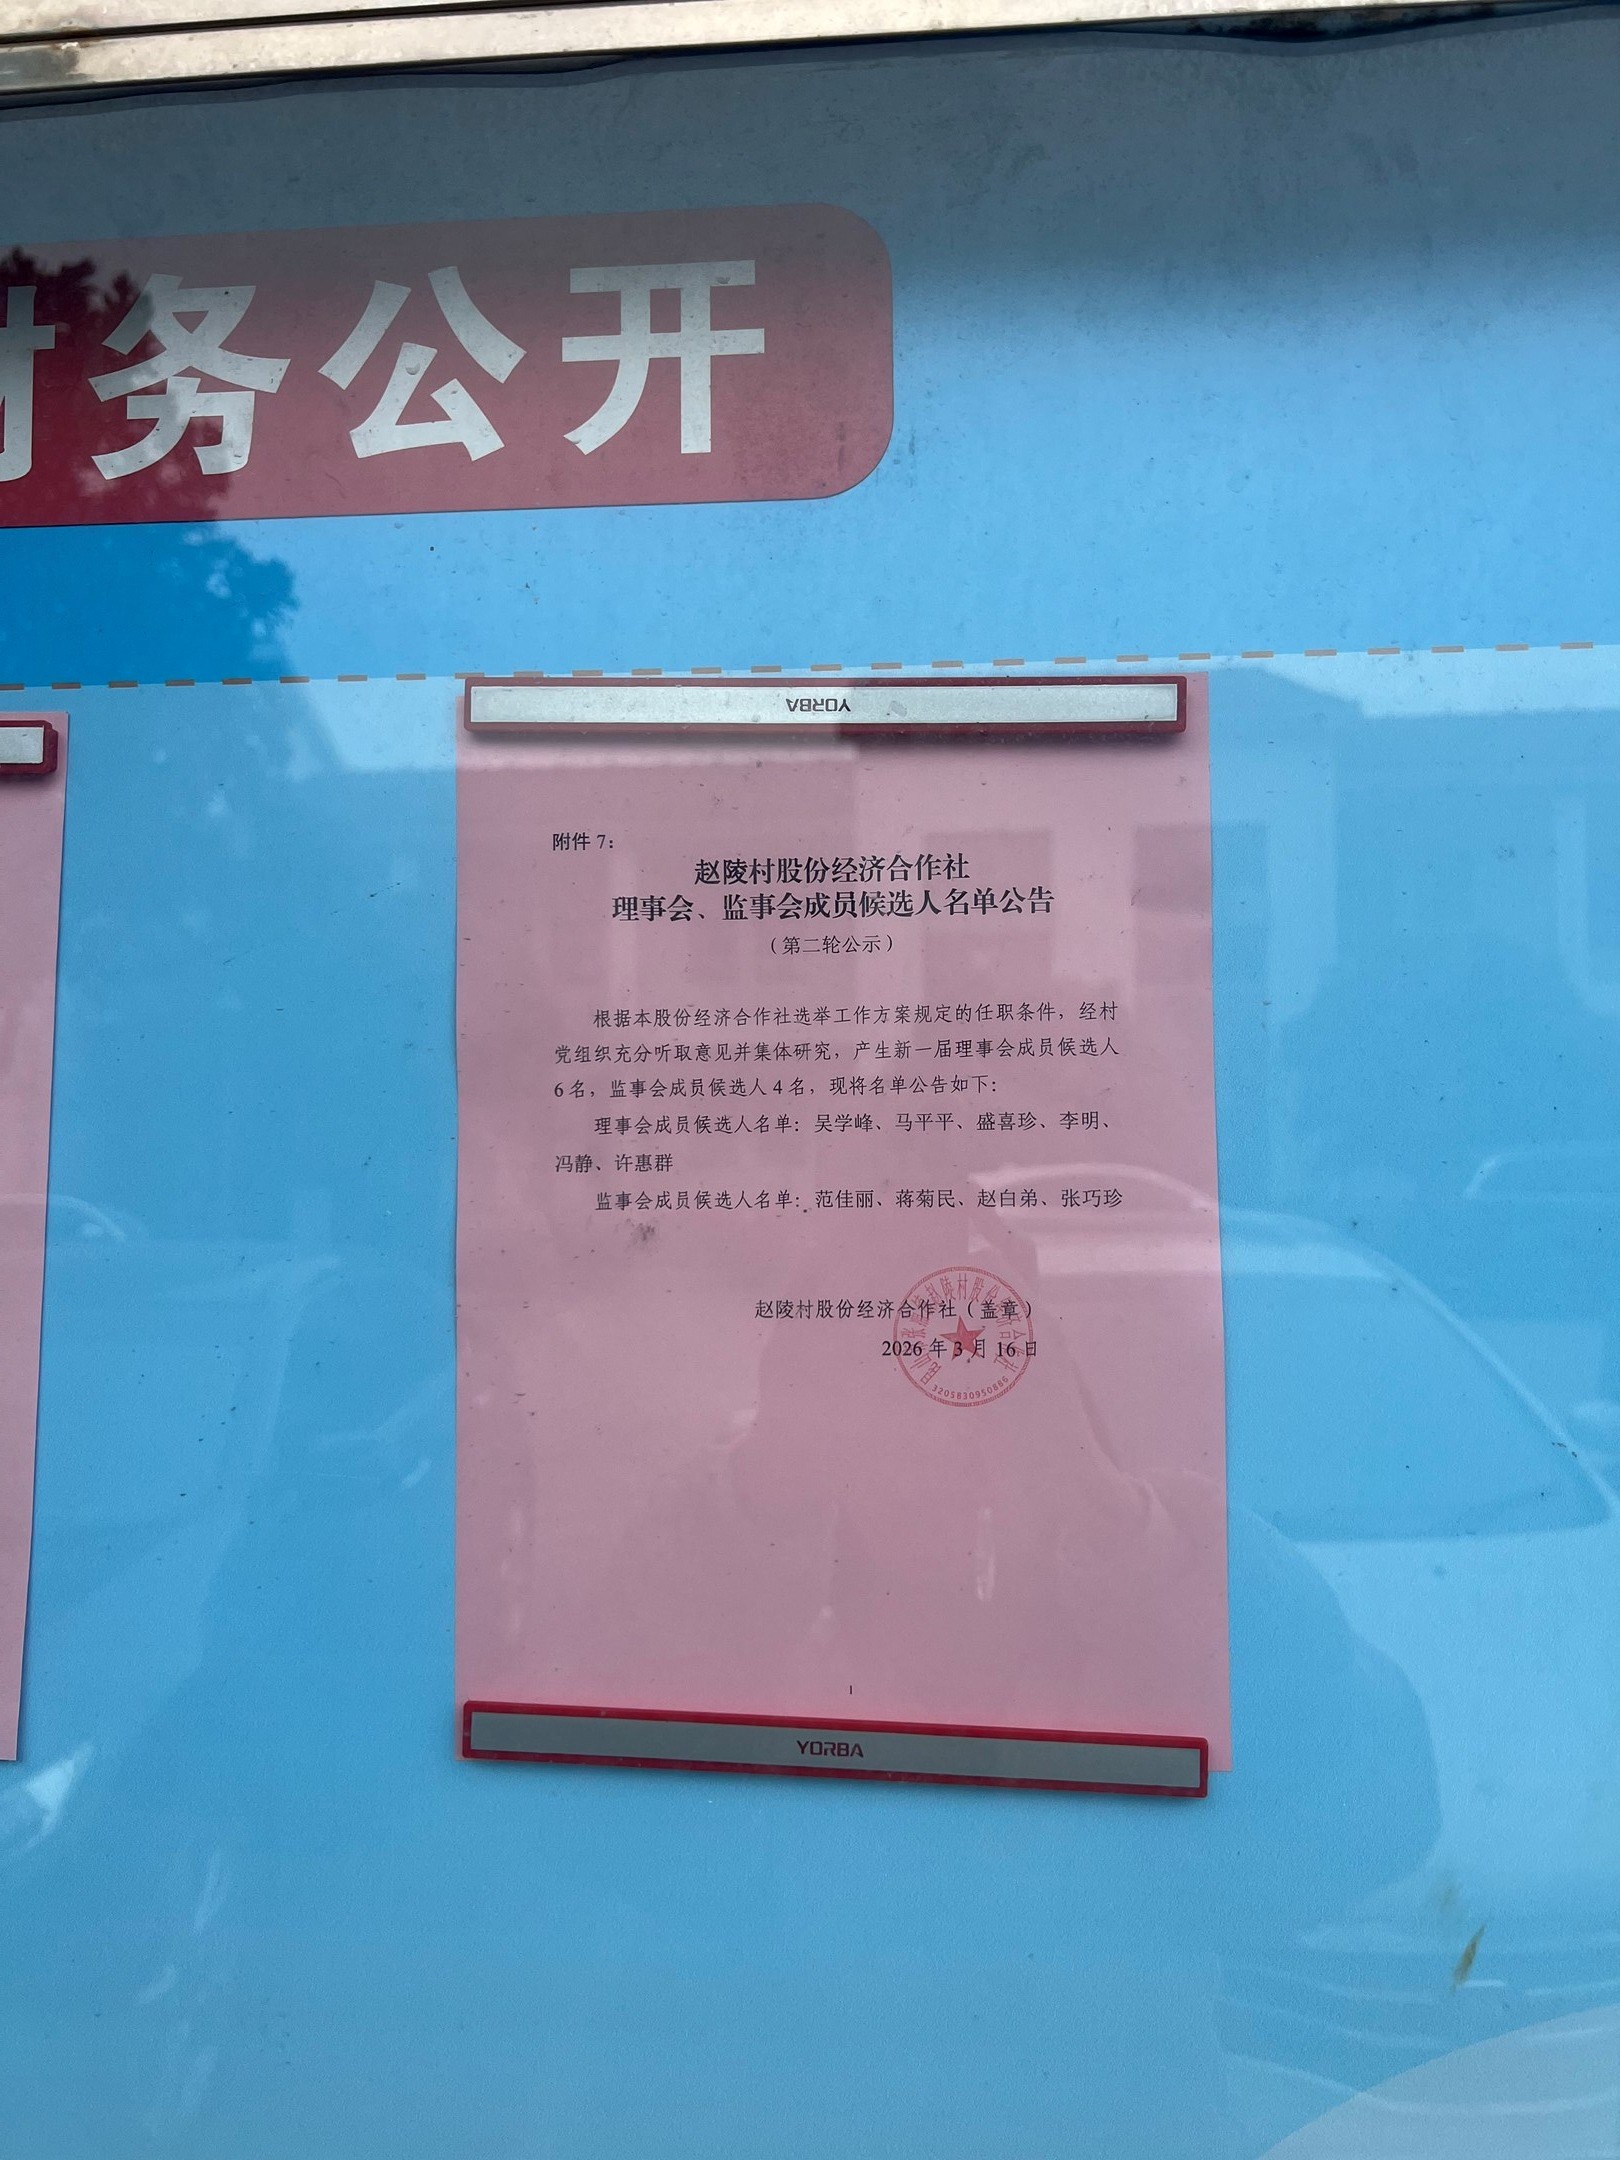 财务公开
YORBA
附件 7：
赵陵村股份经济合作社
理事会、监事会成员候选人名单公告
（第二轮公示）
根据本股份经济合作社选举工作方案规定的任职条件，经村
党组织充分听取意见并集体研究，产生新一届理事会成员候选人
6 名，监事会成员候选人 4 名，现将名单公告如下：
理事会成员候选人名单：吴学峰、马平平、盛喜珍、李明、
冯静、许惠群
监事会成员候选人名单：范佳丽、蒋菊民、赵白弟、张巧珍
赵陵村股份经济合作社（盖章）
2026 年 3 月 16 日
3205830950886
1
YORBA